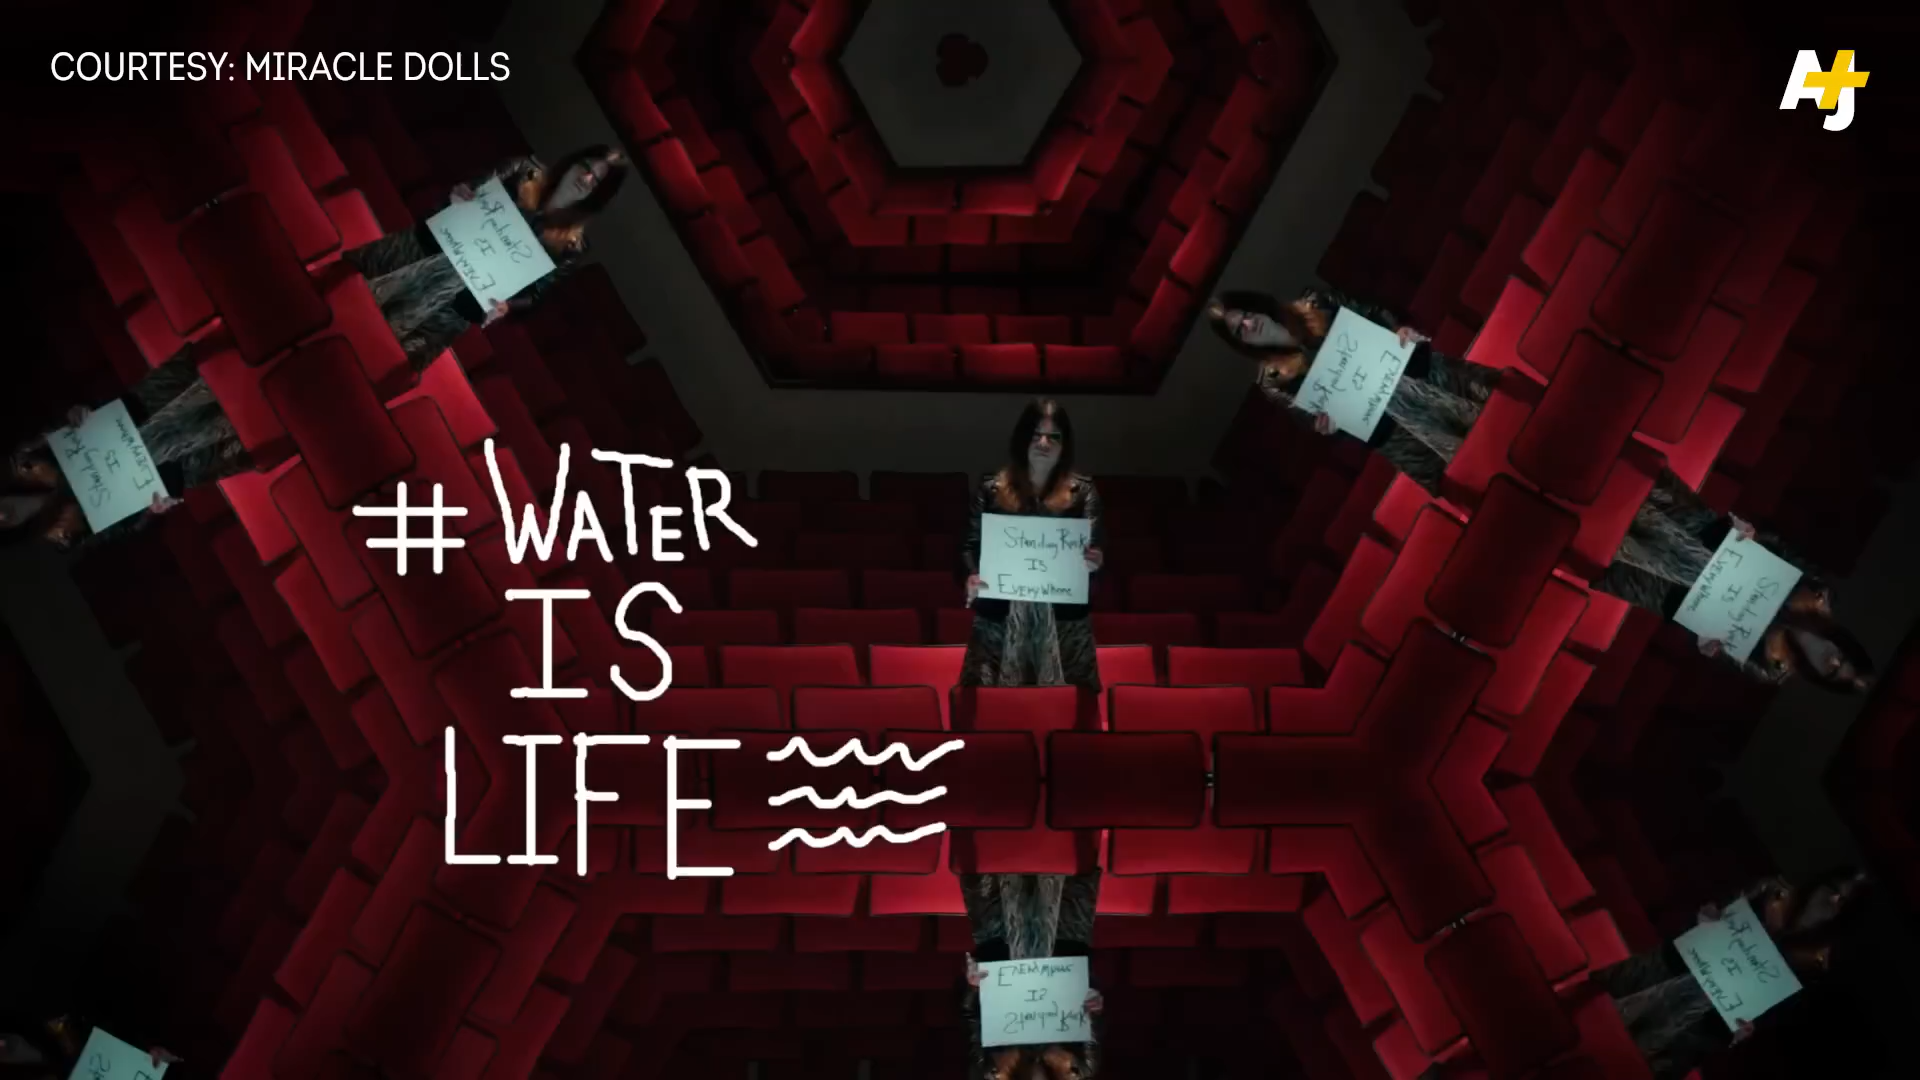 COURTESY: MIRACLE DOLLS
AJ+
#WATER
IS
LIFE
Standing Rock
IS
EVERYWhere